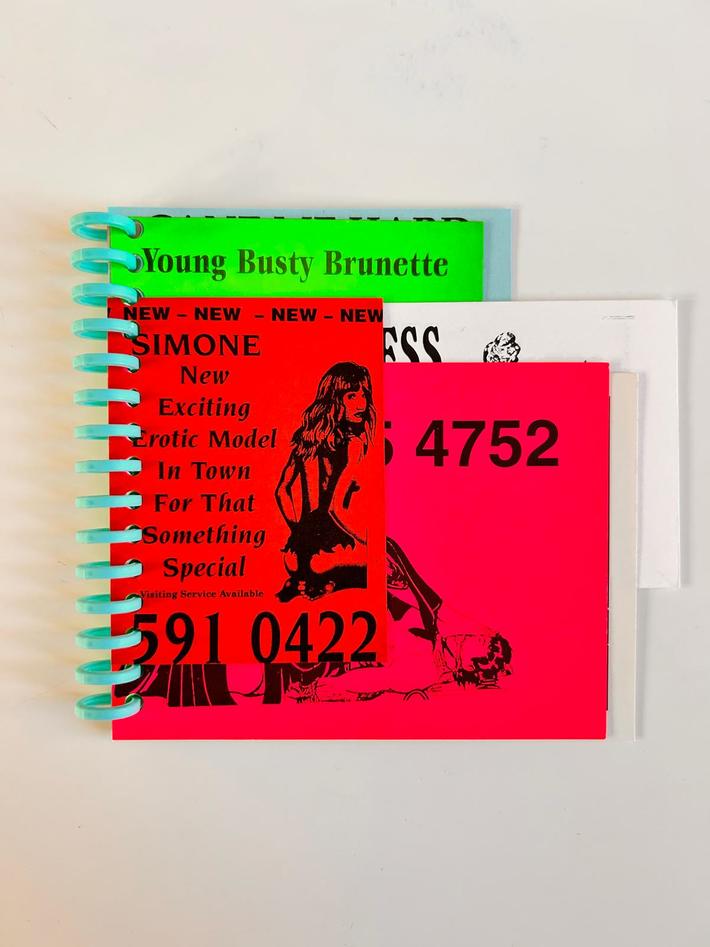 Young Busty Brunette
NEW – NEW – NEW – NEW
SIMONE
New
Exciting
Erotic Model
In Town
For That
Something
Special
Visiting Service Available
591 0422
4752